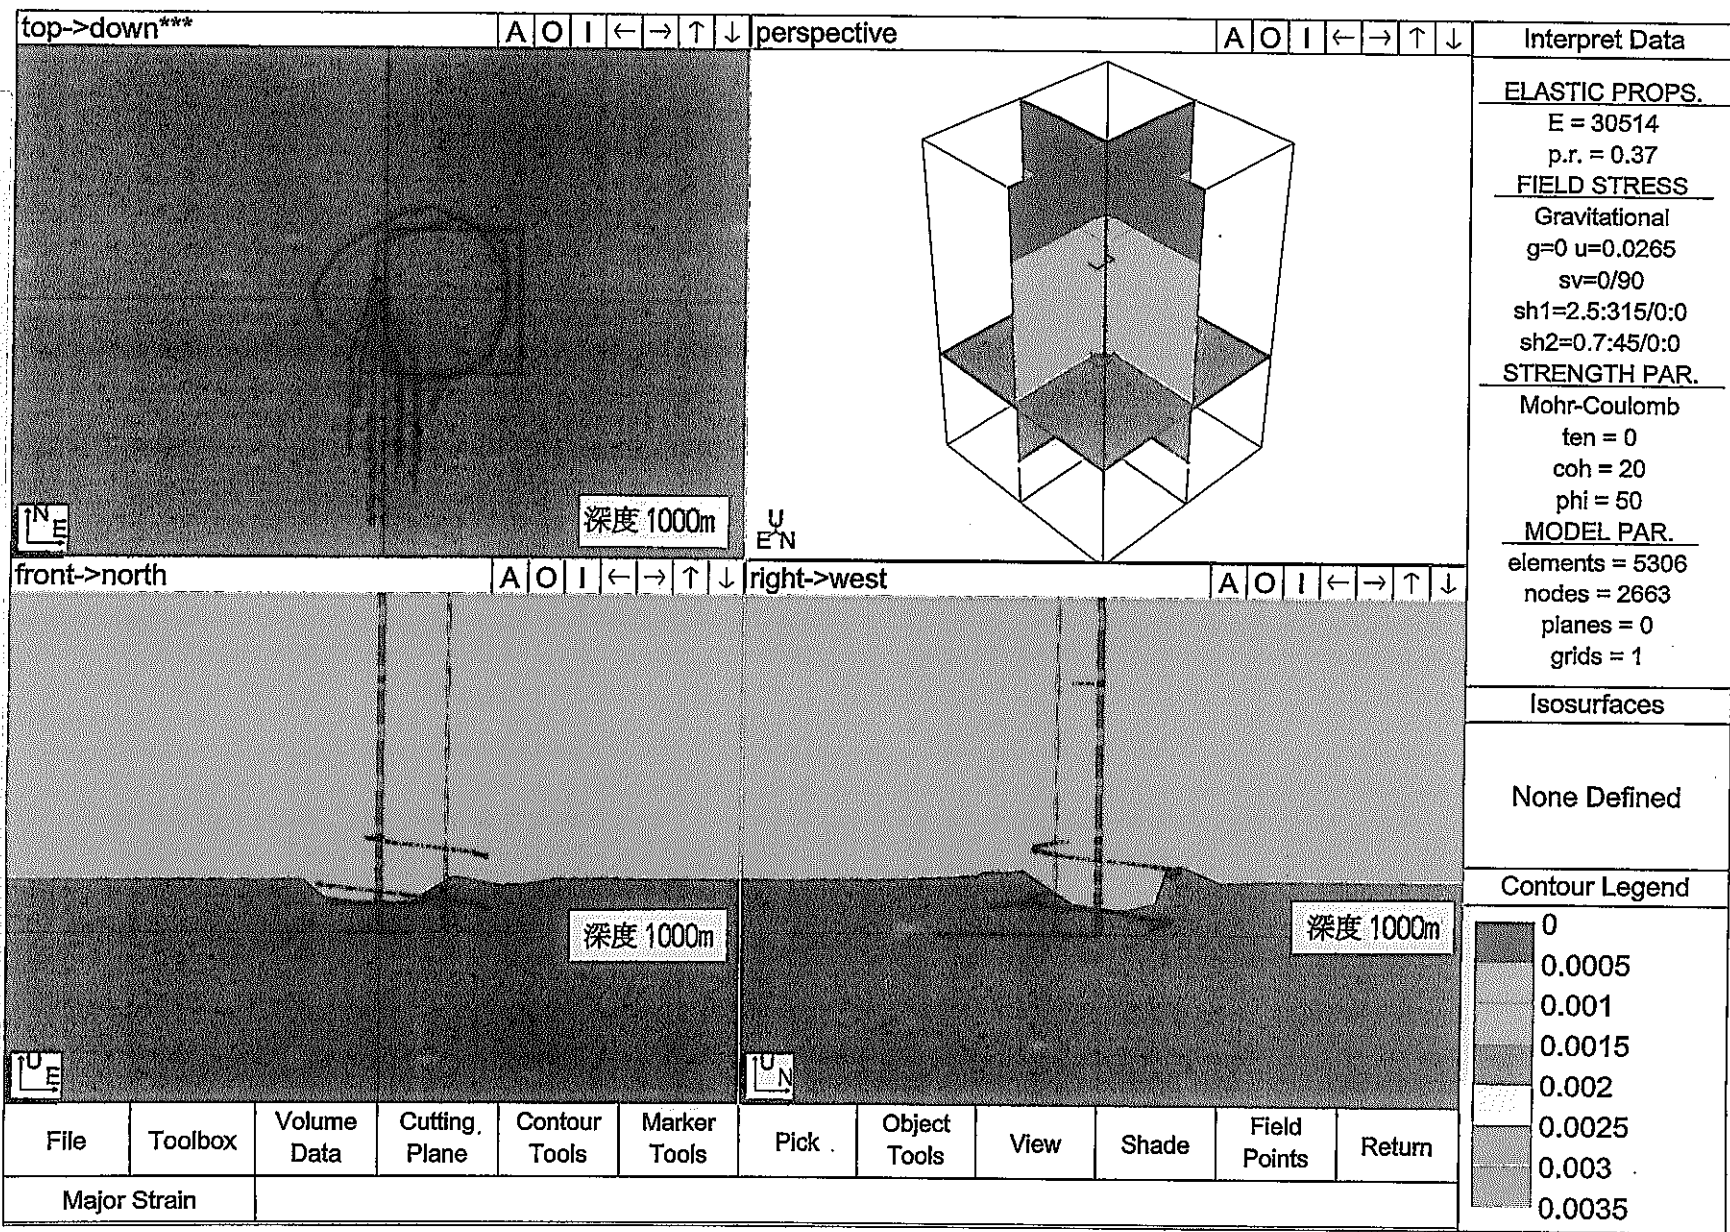 top->down***
A O I ← → ↑ ↓
perspective
A O I ← → ↑ ↓
N
E
深度 1000m
U
E N
front->north
A O I ← → ↑ ↓
right->west
A O I ← → ↑ ↓
深度 1000m
深度 1000m
U
E
U
N
Interpret Data
ELASTIC PROPS.
E = 30514
p.r. = 0.37
FIELD STRESS
Gravitational
g=0 u=0.0265
sv=0/90
sh1=2.5:315/0:0
sh2=0.7:45/0:0
STRENGTH PAR.
Mohr-Coulomb
ten = 0
coh = 20
phi = 50
MODEL PAR.
elements = 5306
nodes = 2663
planes = 0
grids = 1
Isosurfaces
None Defined
Contour Legend
0
0.0005
0.001
0.0015
0.002
0.0025
0.003
0.0035
File
Toolbox
Volume
Data
Cutting
Plane
Contour
Tools
Marker
Tools
Pick
Object
Tools
View
Shade
Field
Points
Return
Major Strain